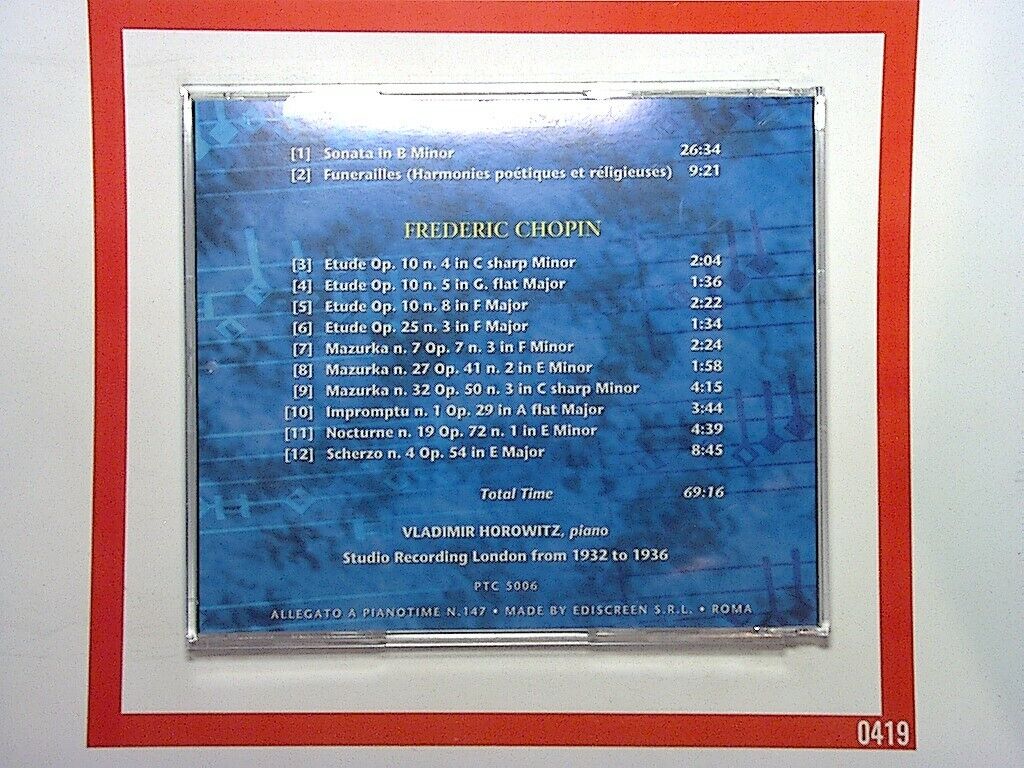 [1] Sonata in B Minor 26:34
[2] Funerailles (Harmonies poétiques et réligieuses) 9:21
FREDERIC CHOPIN
[3] Etude Op. 10 n. 4 in C sharp Minor 2:04
[4] Etude Op. 10 n. 5 in G. flat Major 1:36
[5] Etude Op. 10 n. 8 in F Major 2:22
[6] Etude Op. 25 n. 3 in F Major 1:34
[7] Mazurka n. 7 Op. 7 n. 3 in F Minor 2:24
[8] Mazurka n. 27 Op. 41 n. 2 in E Minor 1:58
[9] Mazurka n. 32 Op. 50 n. 3 in C sharp Minor 4:15
[10] Impromptu n. 1 Op. 29 in A flat Major 3:44
[11] Nocturne n. 19 Op. 72 n. 1 in E Minor 4:39
[12] Scherzo n. 4 Op. 54 in E Major 8:45
Total Time 69:16
VLADIMIR HOROWITZ, piano
Studio Recording London from 1932 to 1936
PTC 5006
ALLEGATO A PIANOTIME N.147 • MADE BY EDISCREEN S.R.L. • ROMA
0419